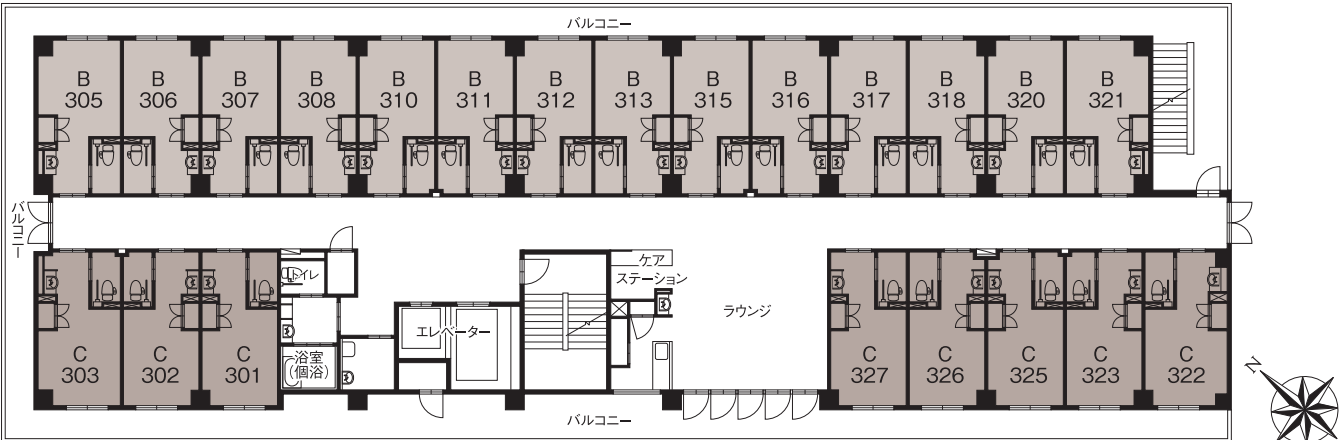 バルコニー
B
305
B
306
B
307
B
308
B
310
B
311
B
312
B
313
B
315
B
316
B
317
B
318
B
320
B
321
バルコニー
C
303
C
302
C
301
トイレ
浴室
(個浴)
エレベーター
ケア
ステーション
ラウンジ
C
327
C
326
C
325
C
323
C
322
バルコニー
N